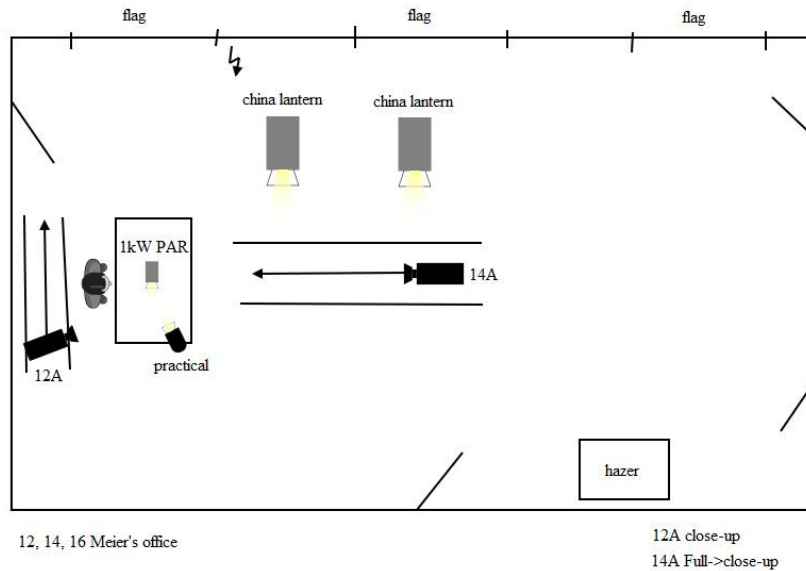 flag
flag
flag
china lantern
china lantern
1kW PAR
14A
12A
practical
hazer
12, 14, 16 Meier's office
12A close-up
14A Full->close-up